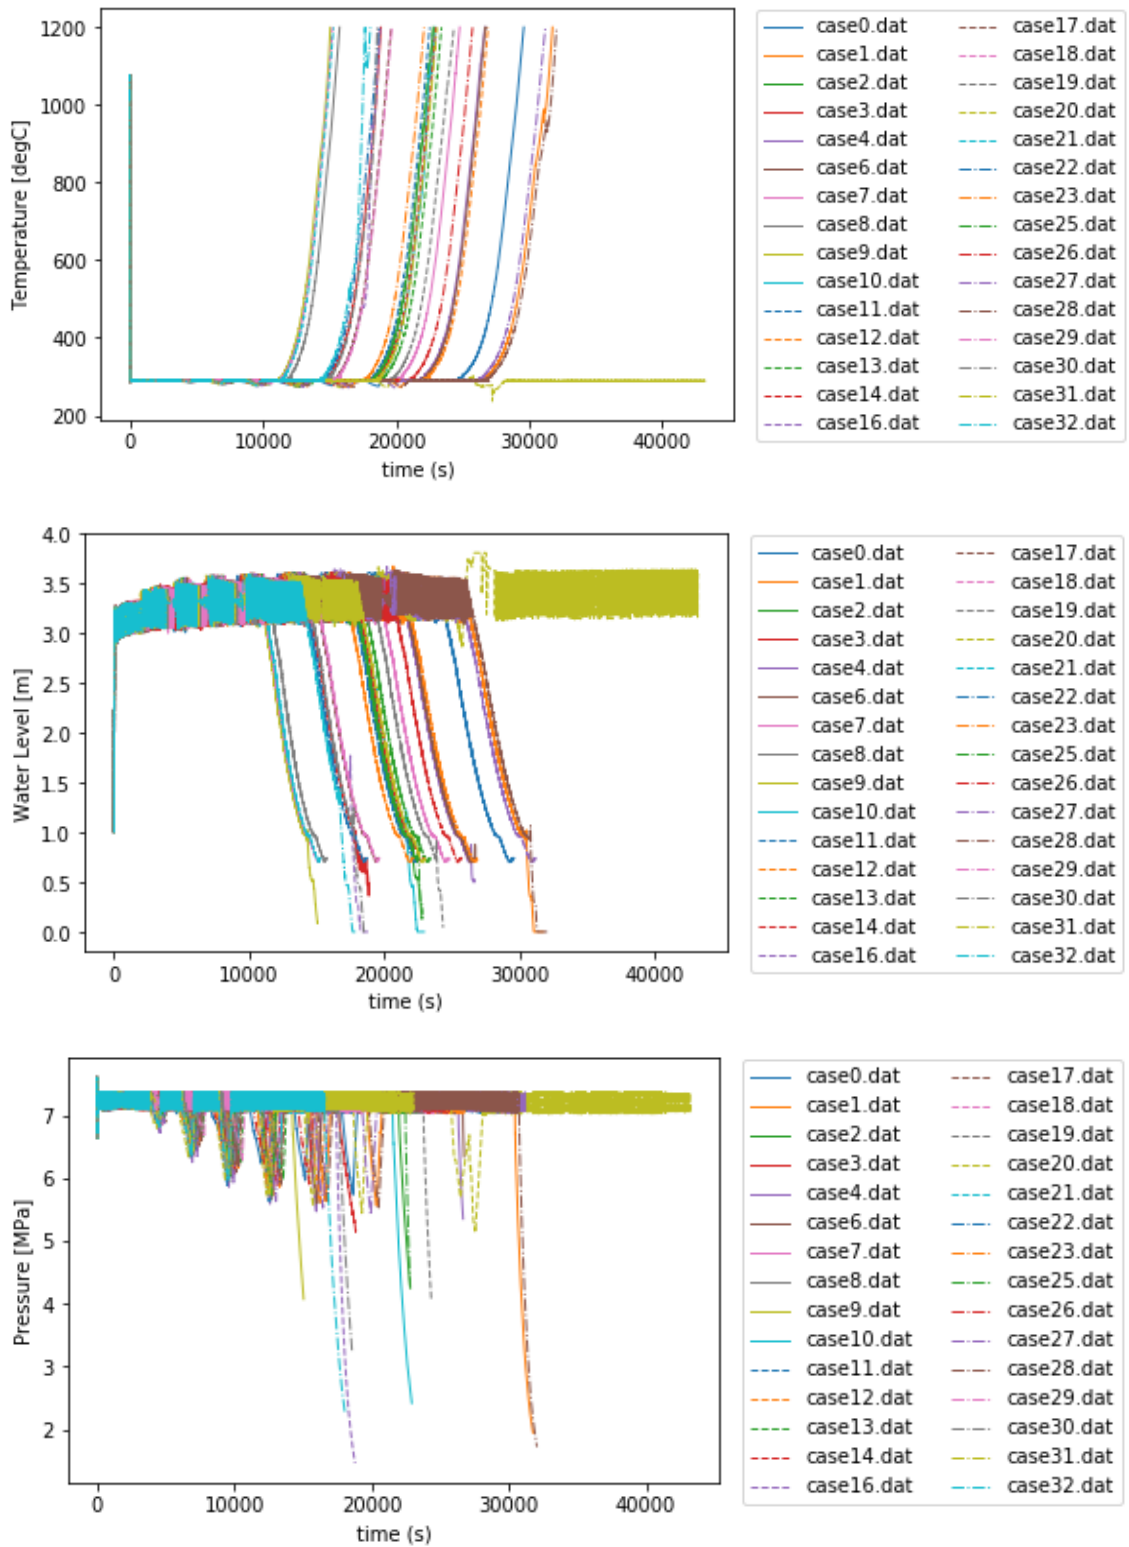 1200
1000
800
600
400
200
Temperature [degC]
0 10000 20000 30000 40000
time (s)
case0.dat case17.dat
case1.dat case18.dat
case2.dat case19.dat
case3.dat case20.dat
case4.dat case21.dat
case6.dat case22.dat
case7.dat case23.dat
case8.dat case25.dat
case9.dat case26.dat
case10.dat case27.dat
case11.dat case28.dat
case12.dat case29.dat
case13.dat case30.dat
case14.dat case31.dat
case16.dat case32.dat
4.0
3.5
3.0
2.5
2.0
1.5
1.0
0.5
0.0
Water Level [m]
0 10000 20000 30000 40000
time (s)
case0.dat case17.dat
case1.dat case18.dat
case2.dat case19.dat
case3.dat case20.dat
case4.dat case21.dat
case6.dat case22.dat
case7.dat case23.dat
case8.dat case25.dat
case9.dat case26.dat
case10.dat case27.dat
case11.dat case28.dat
case12.dat case29.dat
case13.dat case30.dat
case14.dat case31.dat
case16.dat case32.dat
7
6
5
4
3
2
Pressure [MPa]
0 10000 20000 30000 40000
time (s)
case0.dat case17.dat
case1.dat case18.dat
case2.dat case19.dat
case3.dat case20.dat
case4.dat case21.dat
case6.dat case22.dat
case7.dat case23.dat
case8.dat case25.dat
case9.dat case26.dat
case10.dat case27.dat
case11.dat case28.dat
case12.dat case29.dat
case13.dat case30.dat
case14.dat case31.dat
case16.dat case32.dat